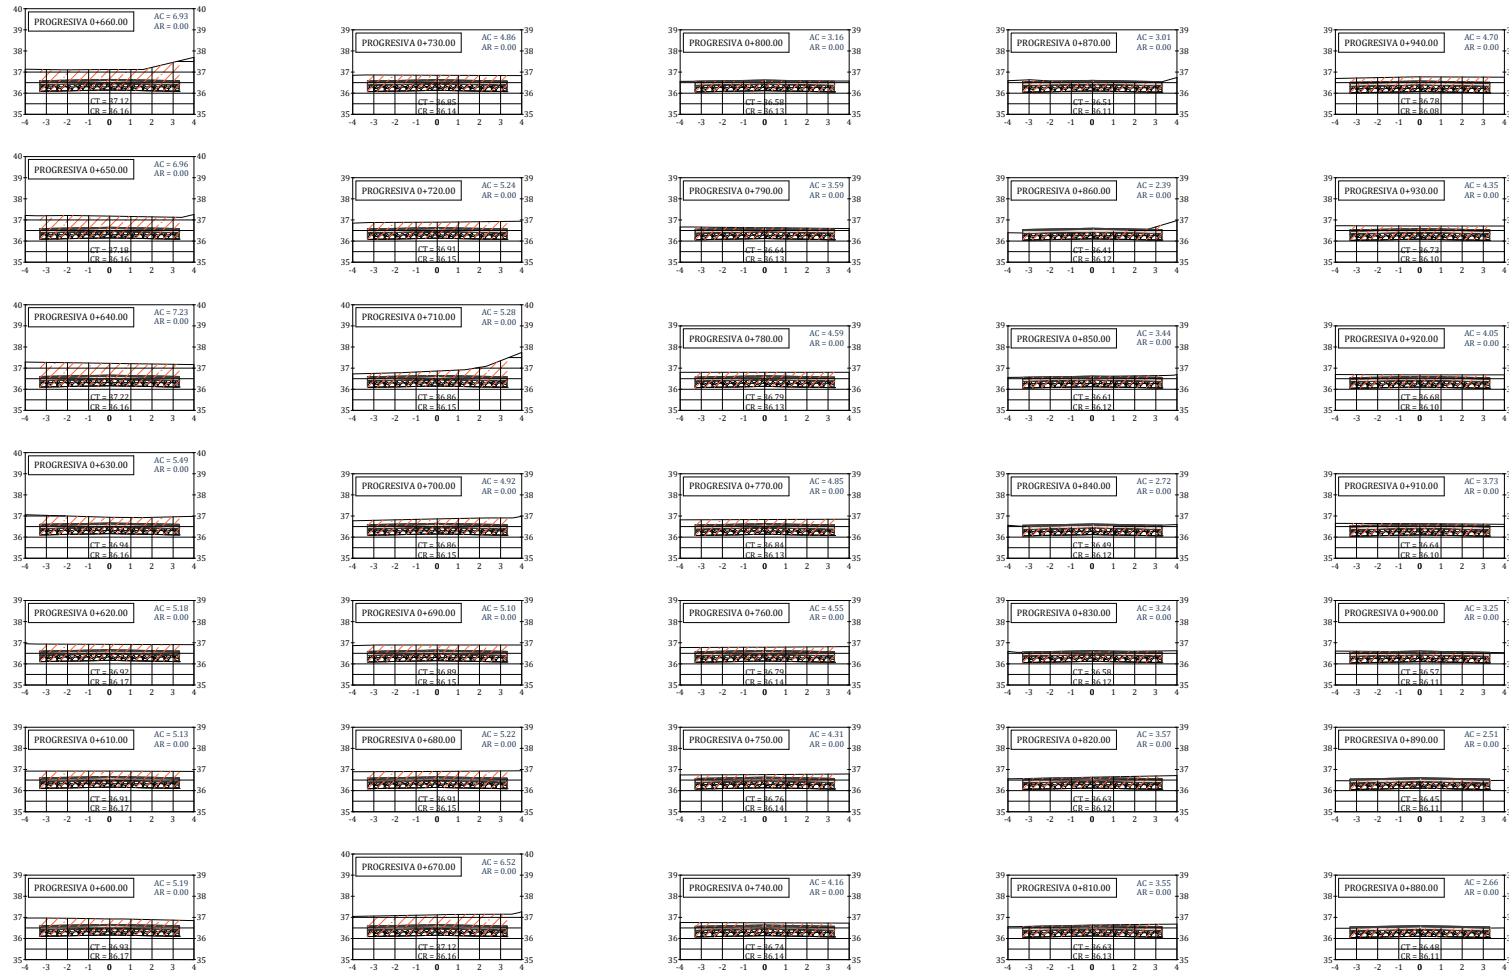 PROGRESIVA 0+660.00
AC = 6.93
AR = 0.00
CT = 37.12
CR = 36.16
PROGRESIVA 0+730.00
AC = 4.86
AR = 0.00
CT = 36.85
CR = 36.14
PROGRESIVA 0+800.00
AC = 3.16
AR = 0.00
CT = 36.58
CR = 36.13
PROGRESIVA 0+870.00
AC = 3.01
AR = 0.00
CT = 36.51
CR = 36.11
PROGRESIVA 0+940.00
AC = 4.70
AR = 0.00
CT = 36.78
CR = 36.08
PROGRESIVA 0+650.00
AC = 6.96
AR = 0.00
CT = 37.18
CR = 36.16
PROGRESIVA 0+720.00
AC = 5.24
AR = 0.00
CT = 36.91
CR = 36.15
PROGRESIVA 0+790.00
AC = 3.59
AR = 0.00
CT = 36.64
CR = 36.13
PROGRESIVA 0+860.00
AC = 2.39
AR = 0.00
CT = 36.41
CR = 36.12
PROGRESIVA 0+930.00
AC = 4.35
AR = 0.00
CT = 36.73
CR = 36.10
PROGRESIVA 0+640.00
AC = 7.23
AR = 0.00
CT = 37.22
CR = 36.16
PROGRESIVA 0+710.00
AC = 5.28
AR = 0.00
CT = 36.86
CR = 36.15
PROGRESIVA 0+780.00
AC = 4.59
AR = 0.00
CT = 36.79
CR = 36.13
PROGRESIVA 0+850.00
AC = 3.44
AR = 0.00
CT = 36.61
CR = 36.12
PROGRESIVA 0+920.00
AC = 4.05
AR = 0.00
CT = 36.68
CR = 36.10
PROGRESIVA 0+630.00
AC = 5.49
AR = 0.00
CT = 36.94
CR = 36.16
PROGRESIVA 0+700.00
AC = 4.92
AR = 0.00
CT = 36.86
CR = 36.15
PROGRESIVA 0+770.00
AC = 4.85
AR = 0.00
CT = 36.84
CR = 36.13
PROGRESIVA 0+840.00
AC = 2.72
AR = 0.00
CT = 36.49
CR = 36.12
PROGRESIVA 0+910.00
AC = 3.73
AR = 0.00
CT = 36.64
CR = 36.10
PROGRESIVA 0+620.00
AC = 5.18
AR = 0.00
CT = 36.92
CR = 36.17
PROGRESIVA 0+690.00
AC = 5.10
AR = 0.00
CT = 36.89
CR = 36.15
PROGRESIVA 0+760.00
AC = 4.55
AR = 0.00
CT = 36.79
CR = 36.14
PROGRESIVA 0+830.00
AC = 3.24
AR = 0.00
CT = 36.58
CR = 36.12
PROGRESIVA 0+900.00
AC = 3.25
AR = 0.00
CT = 36.57
CR = 36.11
PROGRESIVA 0+610.00
AC = 5.13
AR = 0.00
CT = 36.91
CR = 36.17
PROGRESIVA 0+680.00
AC = 5.22
AR = 0.00
CT = 36.91
CR = 36.15
PROGRESIVA 0+750.00
AC = 4.31
AR = 0.00
CT = 36.76
CR = 36.14
PROGRESIVA 0+820.00
AC = 3.57
AR = 0.00
CT = 36.63
CR = 36.12
PROGRESIVA 0+890.00
AC = 2.51
AR = 0.00
CT = 36.45
CR = 36.11
PROGRESIVA 0+600.00
AC = 5.19
AR = 0.00
CT = 36.93
CR = 36.17
PROGRESIVA 0+670.00
AC = 6.52
AR = 0.00
CT = 37.12
CR = 36.16
PROGRESIVA 0+740.00
AC = 4.16
AR = 0.00
CT = 36.74
CR = 36.14
PROGRESIVA 0+810.00
AC = 3.55
AR = 0.00
CT = 36.63
CR = 36.13
PROGRESIVA 0+880.00
AC = 2.66
AR = 0.00
CT = 36.48
CR = 36.11